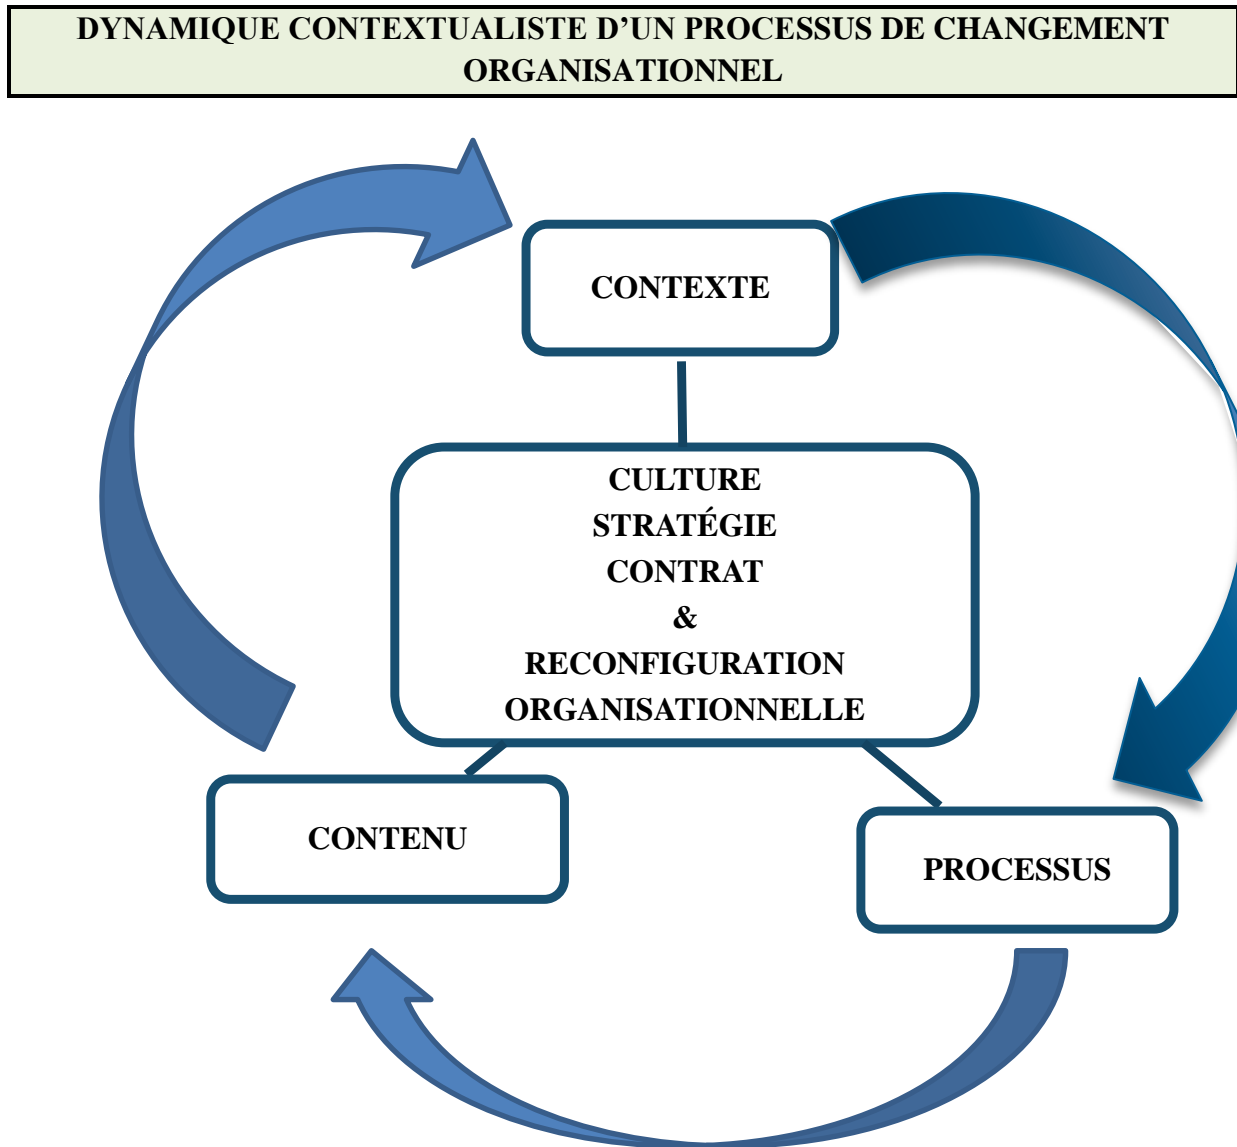 DYNAMIQUE CONTEXTUALISTE D’UN PROCESSUS DE CHANGEMENT
ORGANISATIONNEL
CONTEXTE
CULTURE
STRATÉGIE
CONTRAT
&
RECONFIGURATION
ORGANISATIONNELLE
CONTENU
PROCESSUS